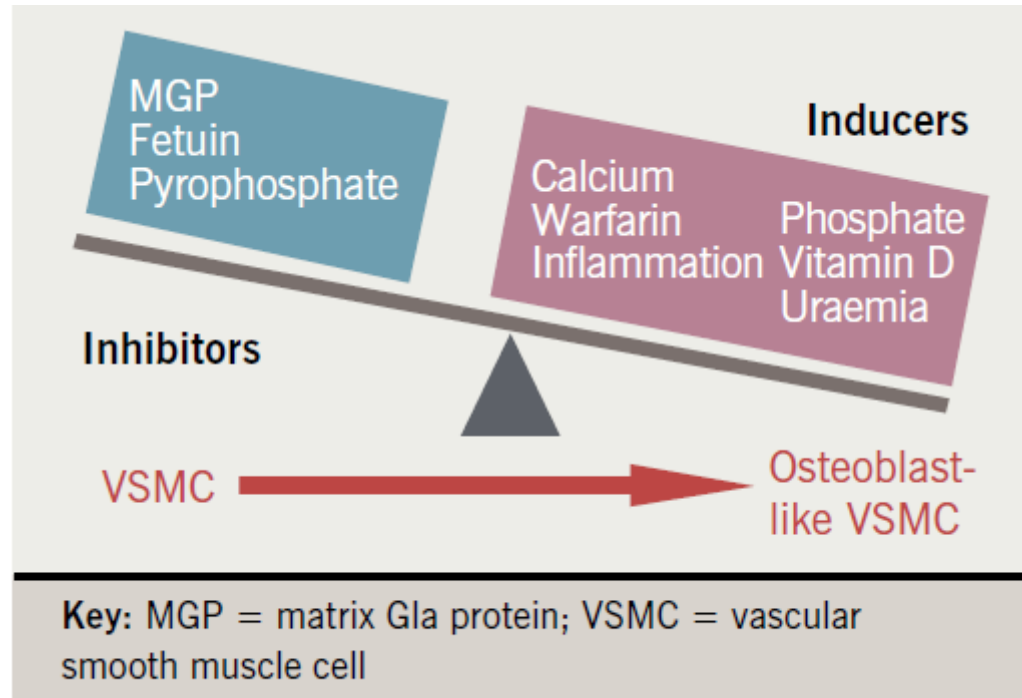 MGP
Fetuin
Pyrophosphate
Inducers
Calcium
Warfarin
Inflammation
Phosphate
Vitamin D
Uraemia
Inhibitors
VSMC
Osteoblast-
like VSMC
Key: MGP = matrix Gla protein; VSMC = vascular
smooth muscle cell